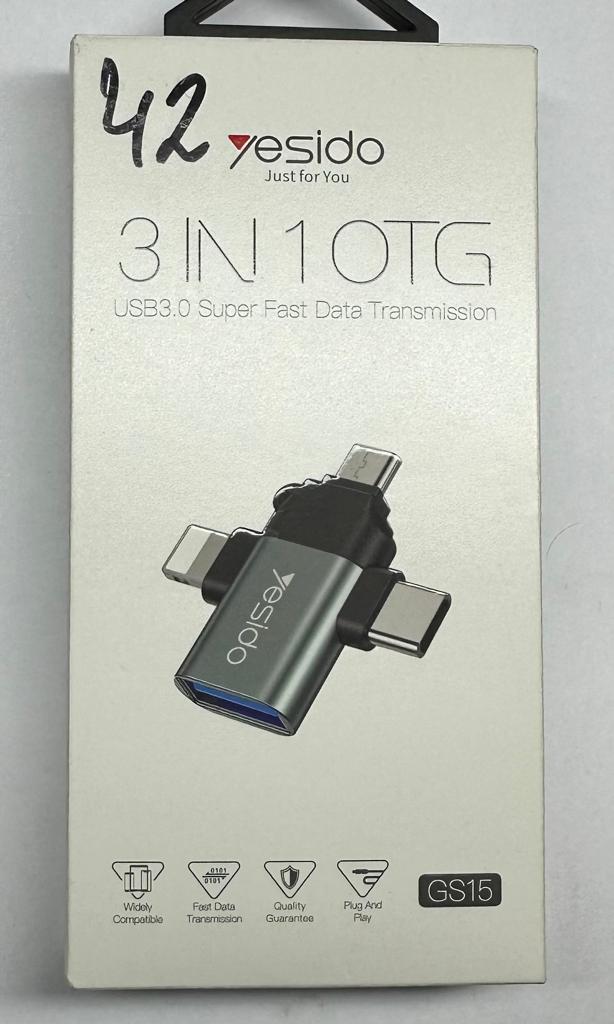 42
yesido
Just for You
3 IN 1 OTG
USB3.0 Super Fast Data Transmission
yesido
Widely
Compatible
0101
0101
Fast Data
Transmission
Quality
Guarantee
Plug And
Play
GS15